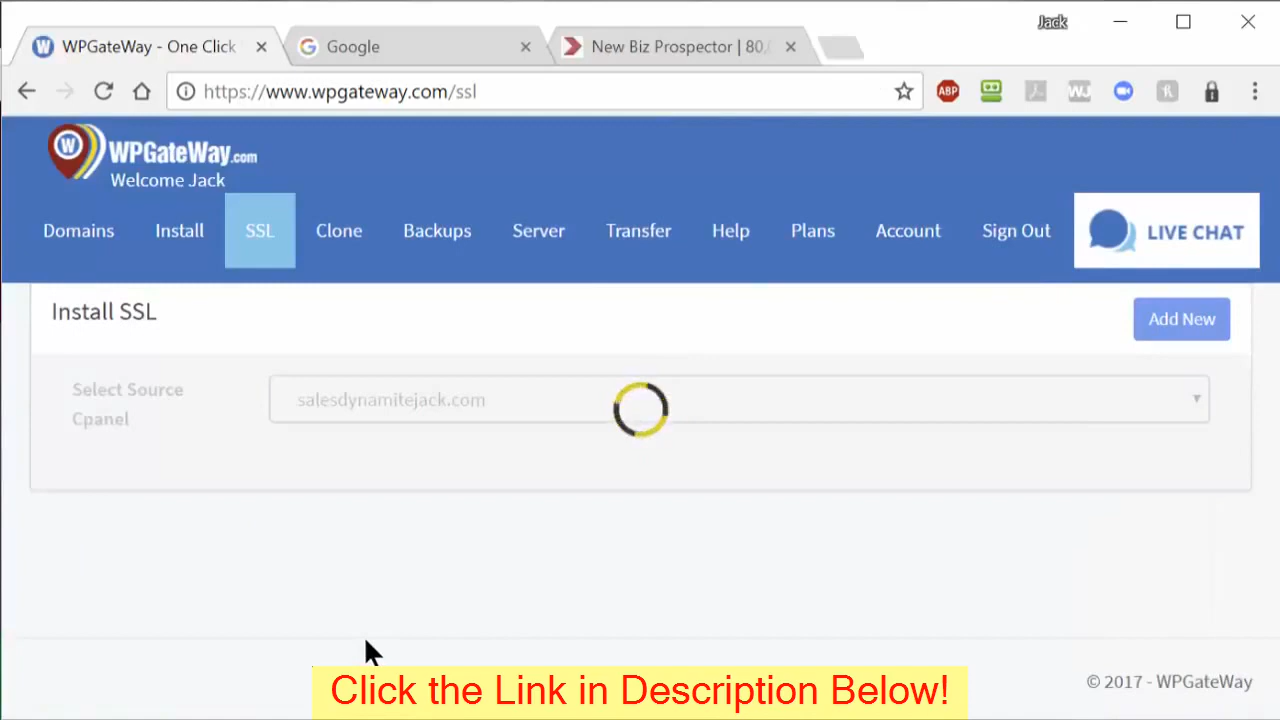 Jack
WPGateWay - One Click
Google
New Biz Prospector | 80,
https://www.wpgateway.com/ssl
ABP
WJ
W
WPGateWay.com
Welcome Jack
Domains
Install
SSL
Clone
Backups
Server
Transfer
Help
Plans
Account
Sign Out
LIVE CHAT
Install SSL
Add New
Select Source
Cpanel
salesdynamitejack.com
© 2017 - WPGateWay
Click the Link in Description Below!